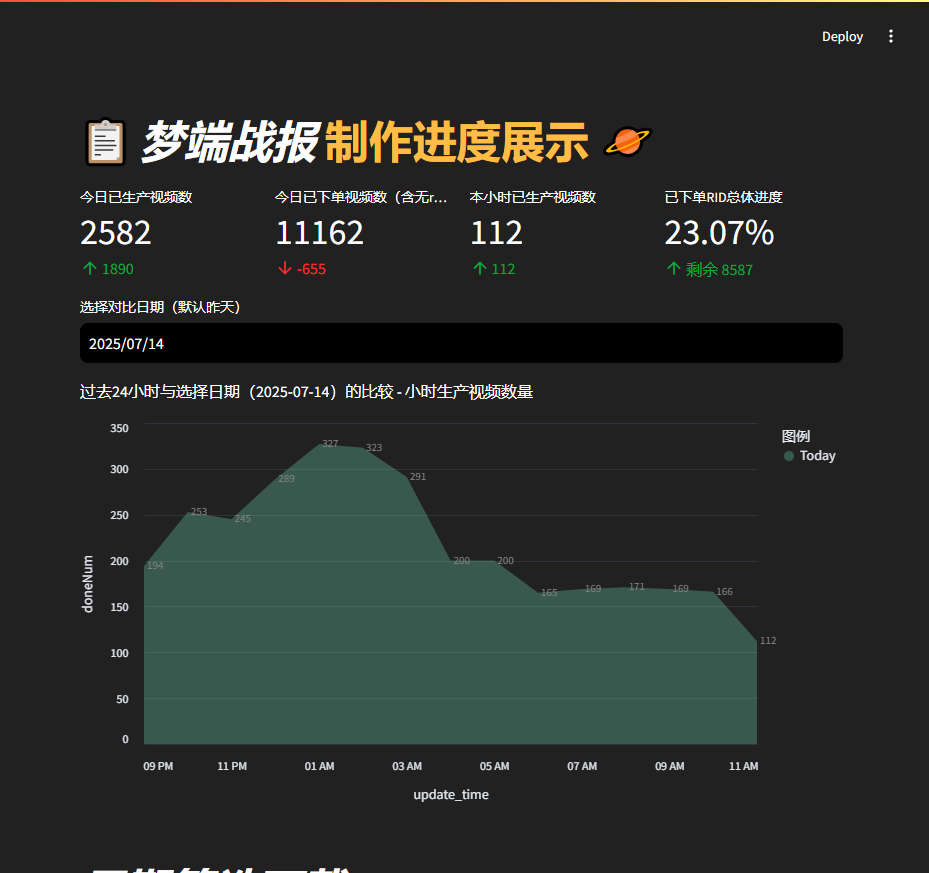 Deploy
梦端战报 制作进度展示
今日已生产视频数
2582
1890
今日已下单视频数（含无r...
11162
-655
本小时已生产视频数
112
112
已下单RID总体进度
23.07%
剩余 8587
选择对比日期（默认昨天）
2025/07/14
过去24小时与选择日期（2025-07-14）的比较 - 小时生产视频数量
350
300
250
200
150
100
50
0
doneNum
194
253
245
289
327
323
291
200
200
165
169
171
169
166
112
09 PM
11 PM
01 AM
03 AM
05 AM
07 AM
09 AM
11 AM
update_time
图例
Today